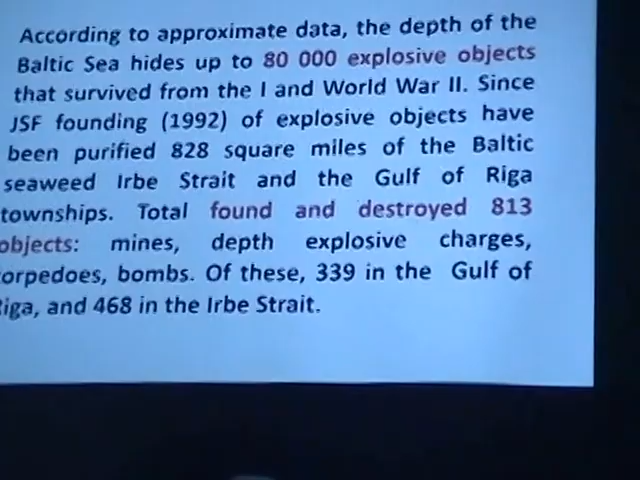 According to approximate data, the depth of the
Baltic Sea hides up to 80 000 explosive objects
that survived from the I and World War II. Since
JSF founding (1992) of explosive objects have
been purified 828 square miles of the Baltic
seaweed Irbe Strait and the Gulf of Riga
townships. Total found and destroyed 813
objects: mines, depth explosive charges,
orpedoes, bombs. Of these, 339 in the Gulf of
iga, and 468 in the Irbe Strait.